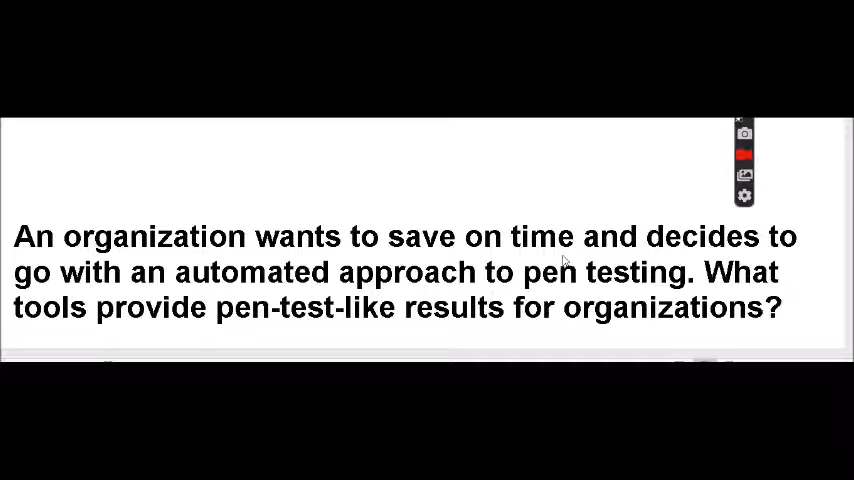 An organization wants to save on time and decides to
go with an automated approach to pen testing. What
tools provide pen-test-like results for organizations?